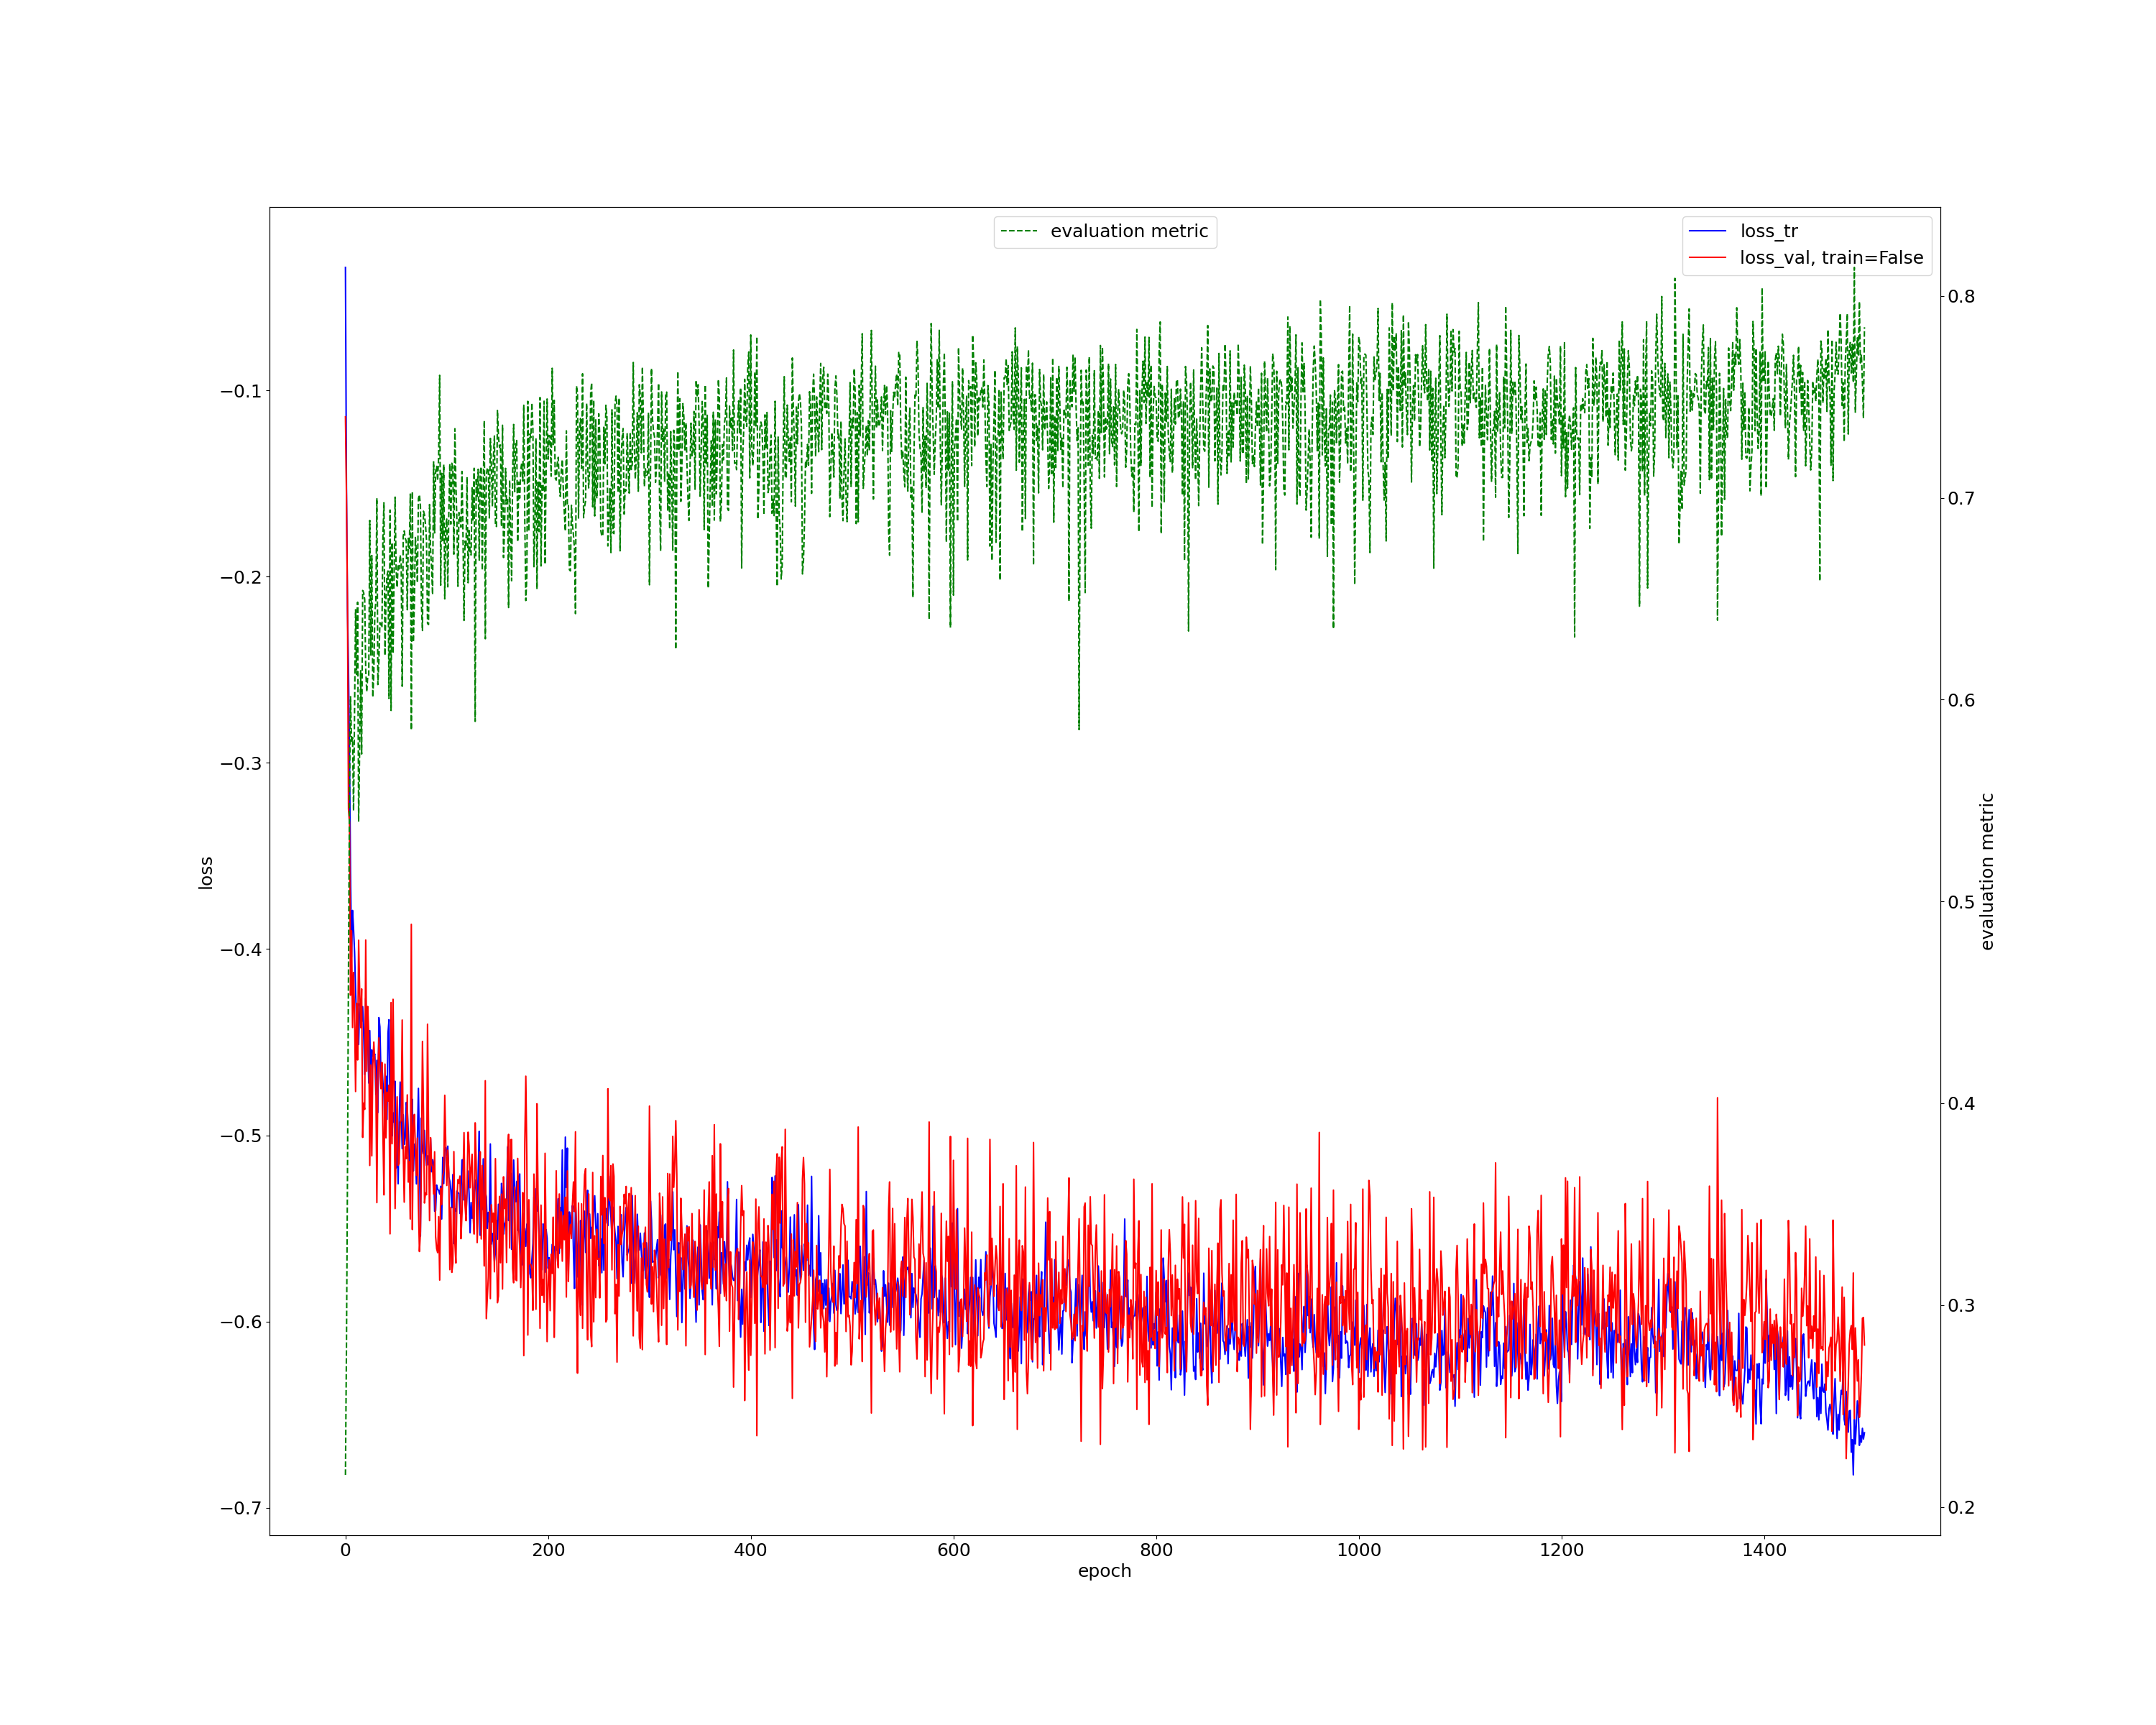 evaluation metric
loss_tr
loss_val, train=False
−0.1
−0.2
−0.3
−0.4
−0.5
−0.6
−0.7
loss
0.8
0.7
0.6
0.5
0.4
0.3
0.2
evaluation metric
0 200 400 600 800 1000 1200 1400
epoch